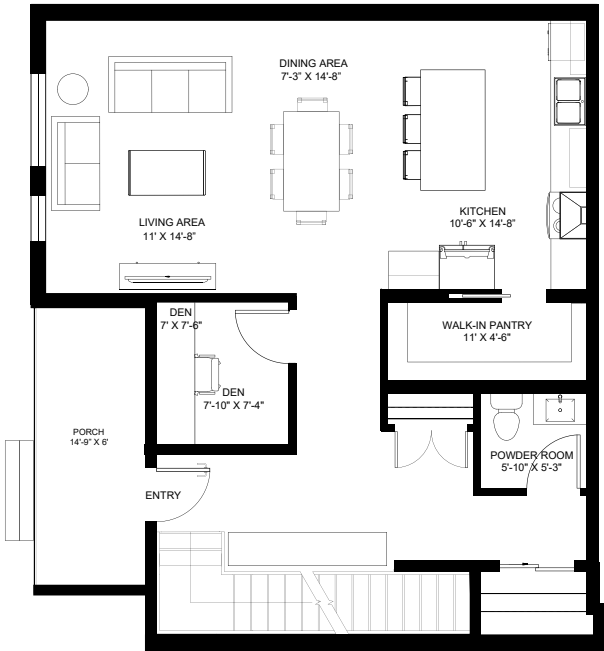 DINING AREA
7'-3" X 14'-8"
LIVING AREA
11' X 14'-8"
KITCHEN
10'-6" X 14'-8"
DEN
7' X 7'-6"
WALK-IN PANTRY
11' X 4'-6"
DEN
7'-10" X 7'-4"
PORCH
14'-9" X 6'
POWDER ROOM
5'-10" X 5'-3"
ENTRY